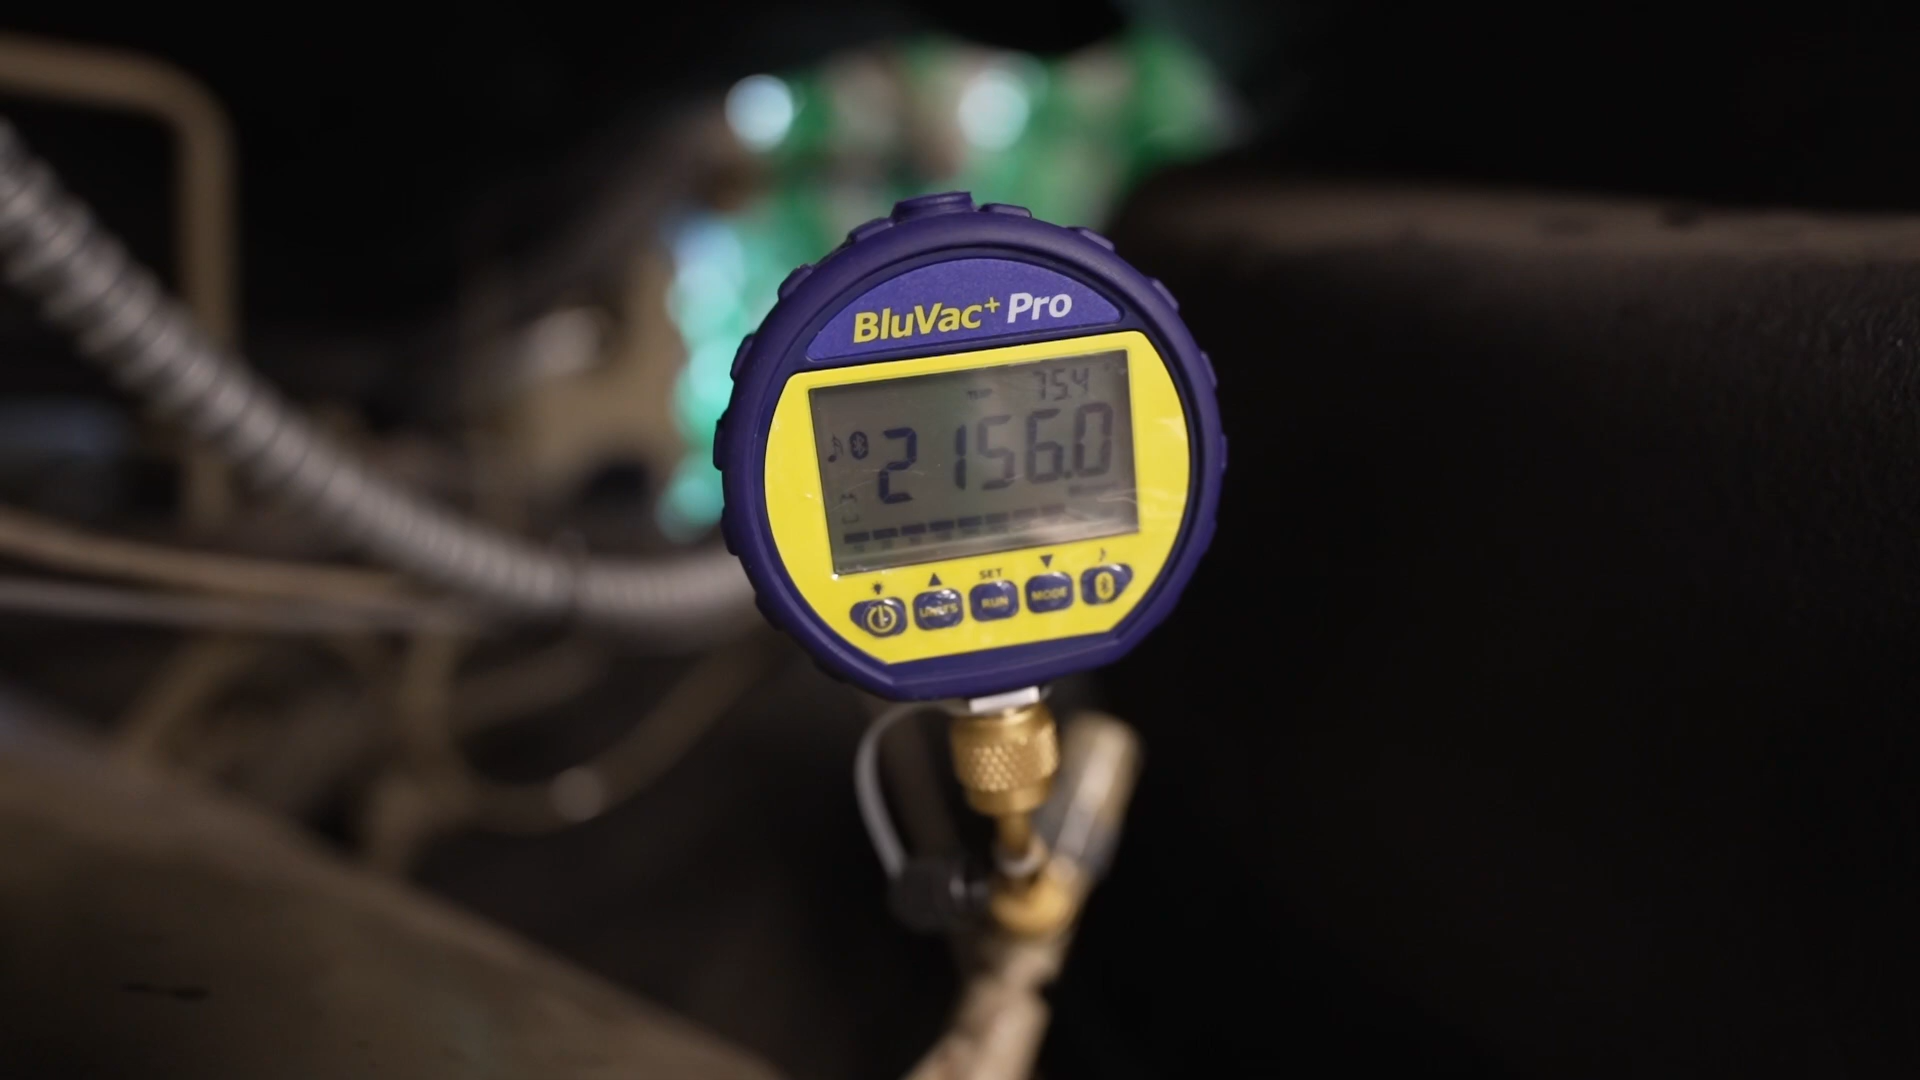 BluVac+ Pro
75.4
2156.0
SET
UNITS RUN MODE